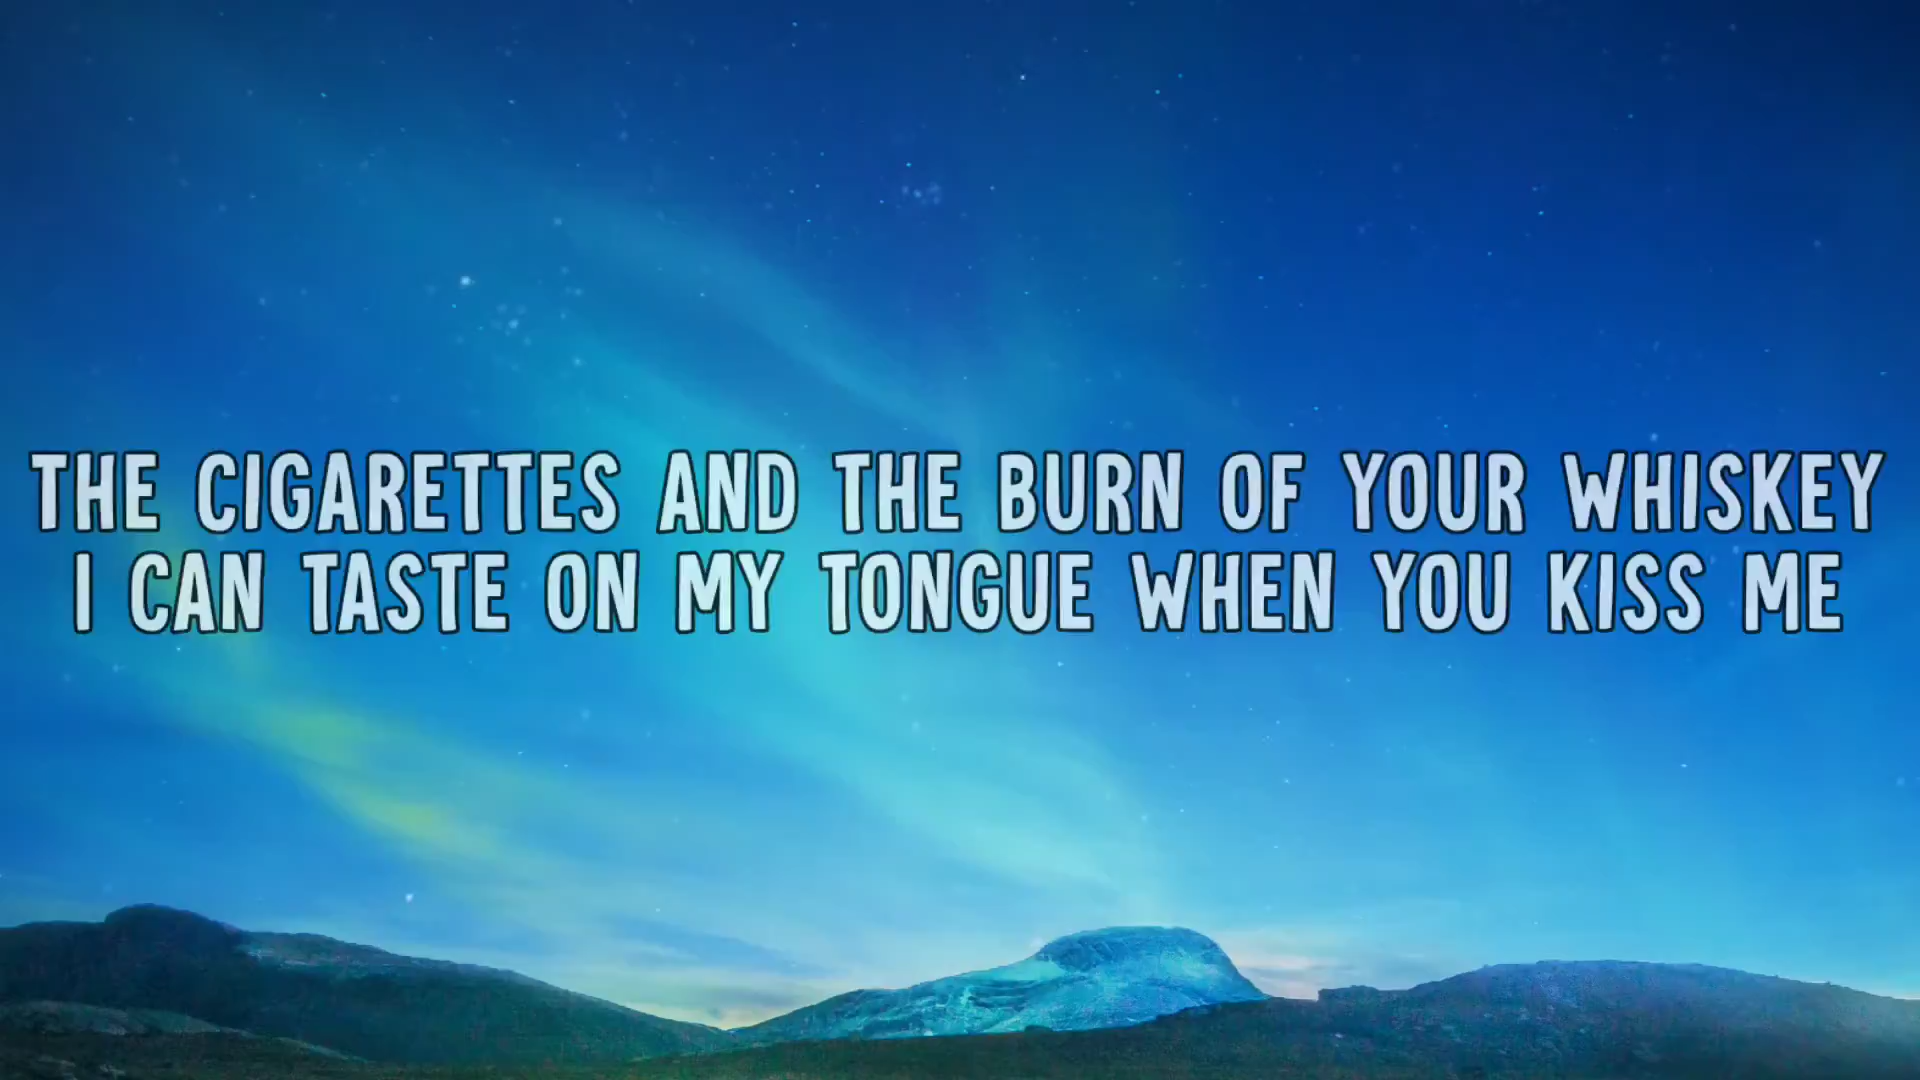 THE CIGARETTES AND THE BURN OF YOUR WHISKEY
I CAN TASTE ON MY TONGUE WHEN YOU KISS ME